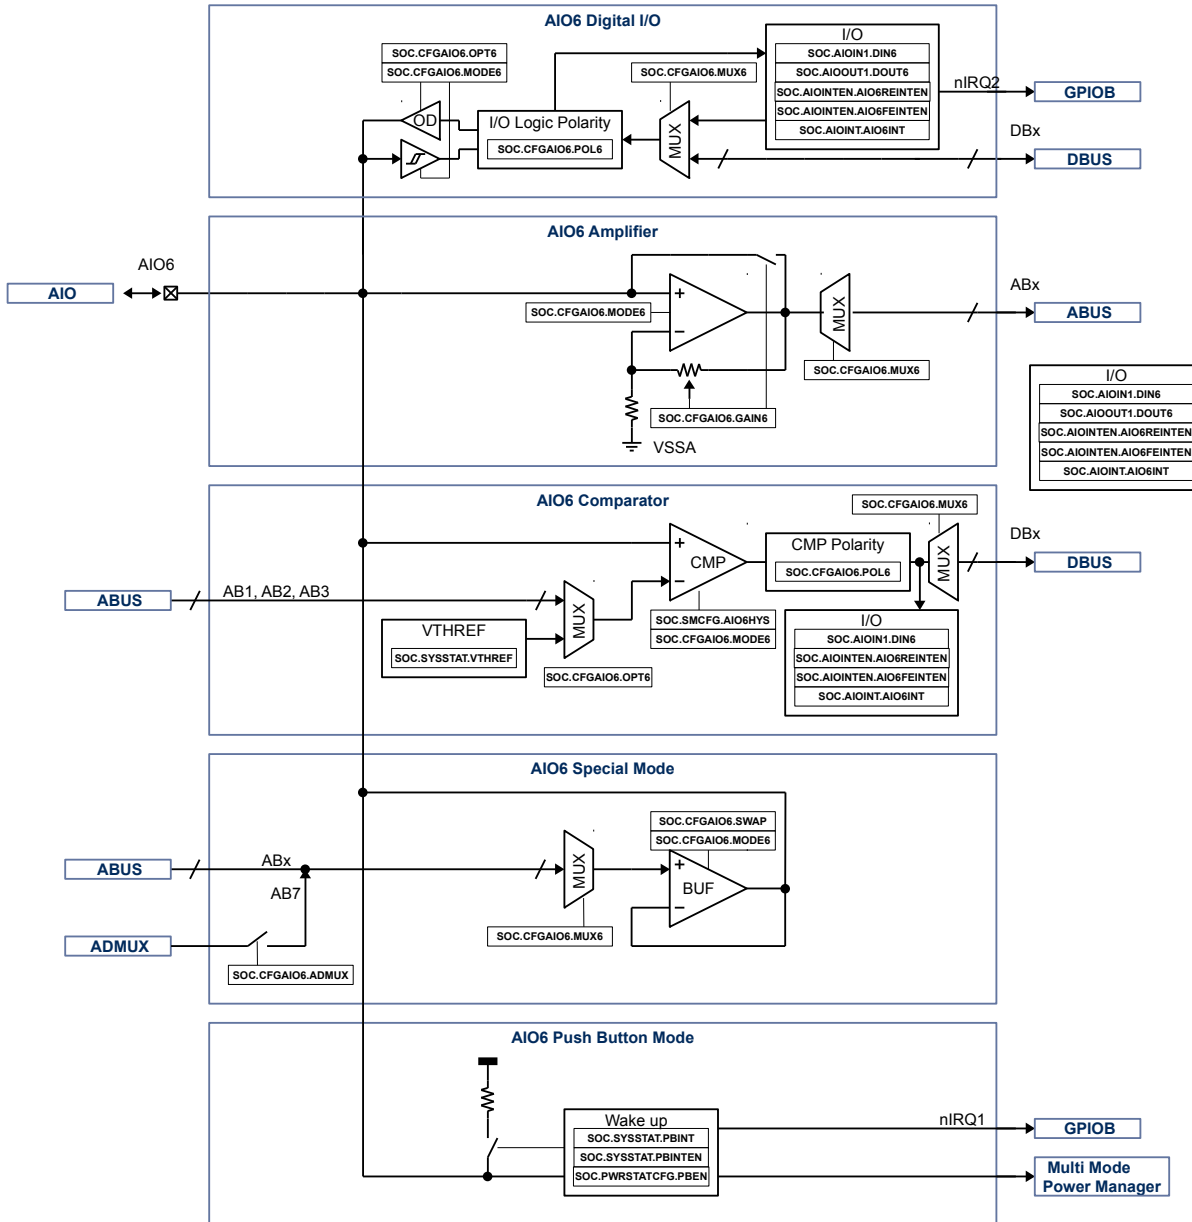 AIO6 Digital I/O
SOC.CFGAIO6.OPT6
SOC.CFGAIO6.MODE6
OD
I/O Logic Polarity
SOC.CFGAIO6.POL6
SOC.CFGAIO6.MUX6
MUX
I/O
SOC.AIOIN1.DIN6
SOC.AIOOUT1.DOUT6
SOC.AIOINTEN.AIO6REINTEN
SOC.AIOINTEN.AIO6FEINTEN
SOC.AIOINT.AIO6INT
nIRQ2
GPIOB
DBx
DBUS
AIO6 Amplifier
AIO
AIO6
SOC.CFGAIO6.MODE6
+
−
MUX
SOC.CFGAIO6.MUX6
SOC.CFGAIO6.GAIN6
VSSA
ABx
ABUS
I/O
SOC.AIOIN1.DIN6
SOC.AIOOUT1.DOUT6
SOC.AIOINTEN.AIO6REINTEN
SOC.AIOINTEN.AIO6FEINTEN
SOC.AIOINT.AIO6INT
AIO6 Comparator
ABUS
AB1, AB2, AB3
VTHREF
SOC.SYSSTAT.VTHREF
MUX
SOC.CFGAIO6.OPT6
+
−
CMP
SOC.SMCFG.AIO6HYS
SOC.CFGAIO6.MODE6
CMP Polarity
SOC.CFGAIO6.POL6
SOC.CFGAIO6.MUX6
MUX
DBx
DBUS
I/O
SOC.AIOIN1.DIN6
SOC.AIOINTEN.AIO6REINTEN
SOC.AIOINTEN.AIO6FEINTEN
SOC.AIOINT.AIO6INT
AIO6 Special Mode
ABUS
ABx
AB7
ADMUX
SOC.CFGAIO6.ADMUX
MUX
SOC.CFGAIO6.MUX6
SOC.CFGAIO6.SWAP
SOC.CFGAIO6.MODE6
+
−
BUF
AIO6 Push Button Mode
Wake up
SOC.SYSSTAT.PBINT
SOC.SYSSTAT.PBINTEN
SOC.PWRSTATCFG.PBEN
nIRQ1
GPIOB
Multi Mode
Power Manager